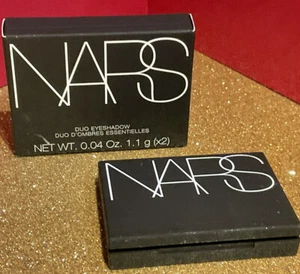 NARS
DUO EYESHADOW
DUO D'OMBRES ESSENTIELLES
NET WT. 0.04 Oz. 1.1 g (x2)
NARS